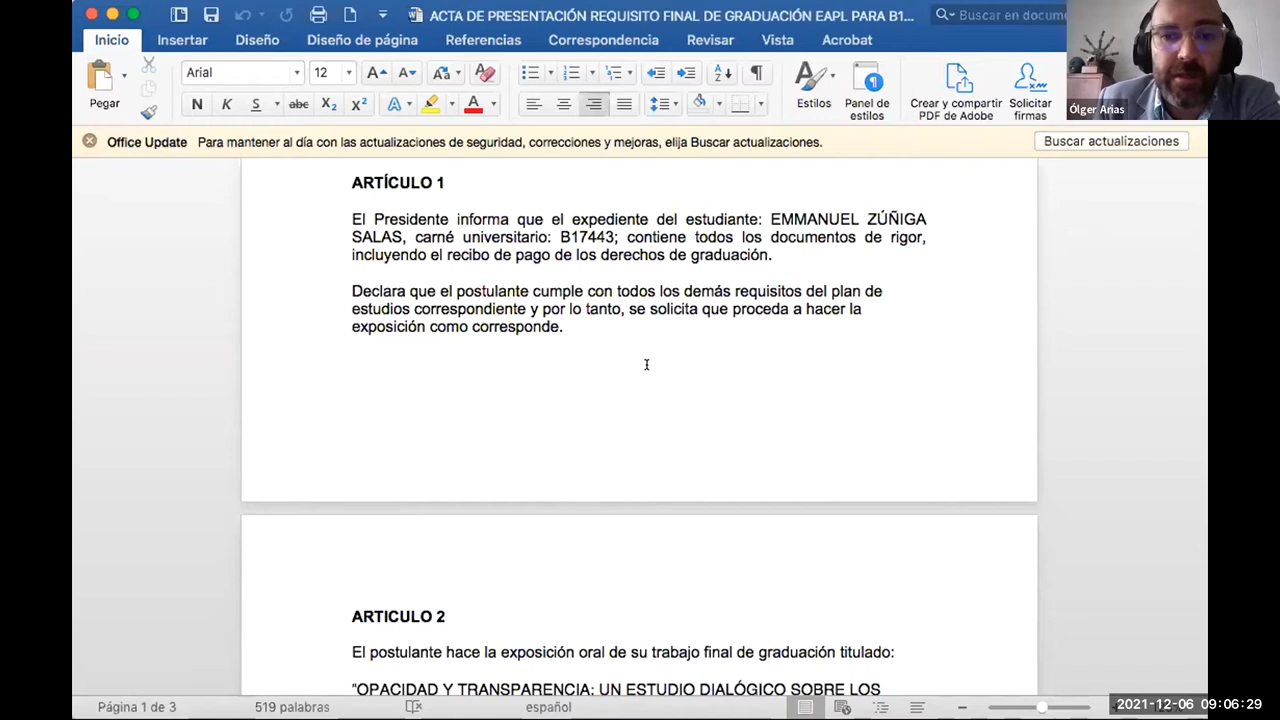 ACTA DE PRESENTACIÓN REQUISITO FINAL DE GRADUACIÓN EAPL PARA B1...
Buscar en docume
Inicio Insertar Diseño Diseño de página Referencias Correspondencia Revisar Vista Acrobat
Pegar
Arial 12
Estilos
Panel de estilos
Crear y compartir PDF de Adobe
Solicitar firmas
N K S abc X₂ X²
Ólger Arias
Office Update Para mantener al día con las actualizaciones de seguridad, correcciones y mejoras, elija Buscar actualizaciones. Buscar actualizaciones
ARTÍCULO 1
El Presidente informa que el expediente del estudiante: EMMANUEL ZÚÑIGA
SALAS, carné universitario: B17443; contiene todos los documentos de rigor,
incluyendo el recibo de pago de los derechos de graduación.
Declara que el postulante cumple con todos los demás requisitos del plan de
estudios correspondiente y por lo tanto, se solicita que proceda a hacer la
exposición como corresponde.
ARTICULO 2
El postulante hace la exposición oral de su trabajo final de graduación titulado:
"OPACIDAD Y TRANSPARENCIA: UN ESTUDIO DIALÓGICO SOBRE LOS
Página 1 de 3 519 palabras español
2021-12-06 09:06:29